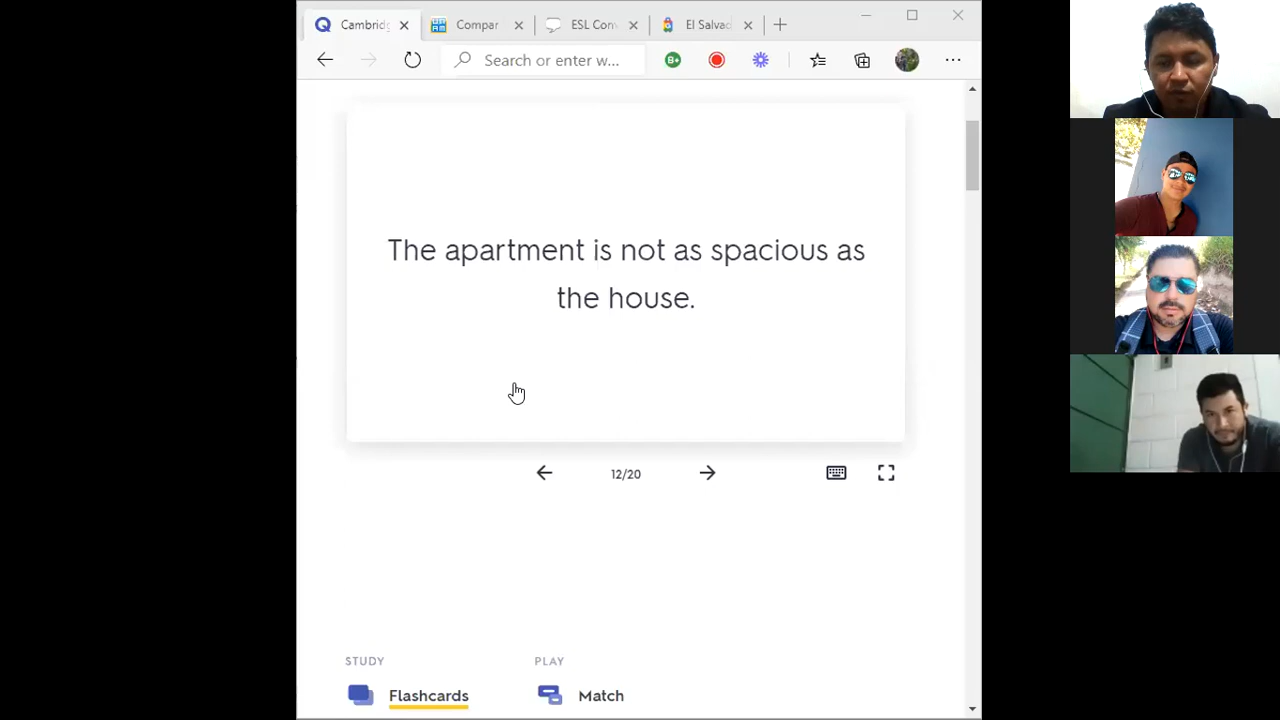 Cambridg
Compar
ESL Con
El Salvad
Search or enter w...
B+
The apartment is not as spacious as
the house.
12/20
STUDY
PLAY
Flashcards
Match